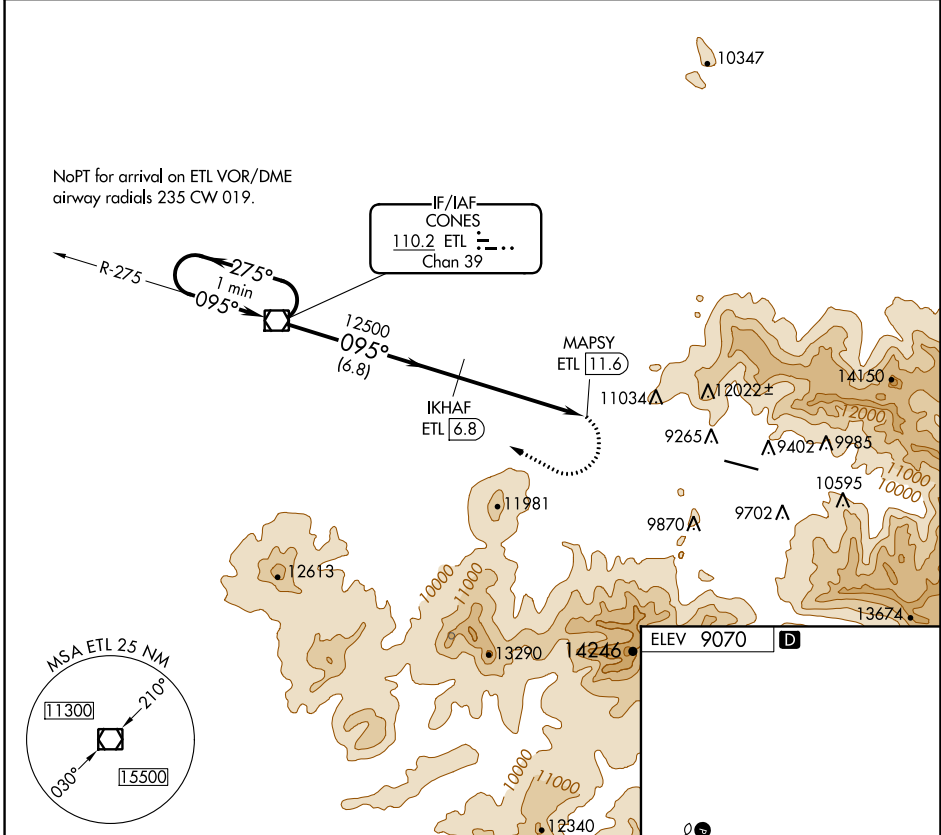 10347
NoPT for arrival on ETL VOR/DME
airway radials 235 CW 019.
IF/IAF
CONES
110.2 ETL
Chan 39
R-275
275°
1 min
095°
12500
095°
(6.8)
IKHAF
ETL 6.8
MAPSY
ETL 11.6
11034
12022±
14150
12000
9265
9402
9985
11000
10000
10595
9702
9870
11981
12613
10000
11000
13290
14246
13674
ELEV 9070 D
MSA ETL 25 NM
11300
210°
030°
15500
10000
11000
12340
P